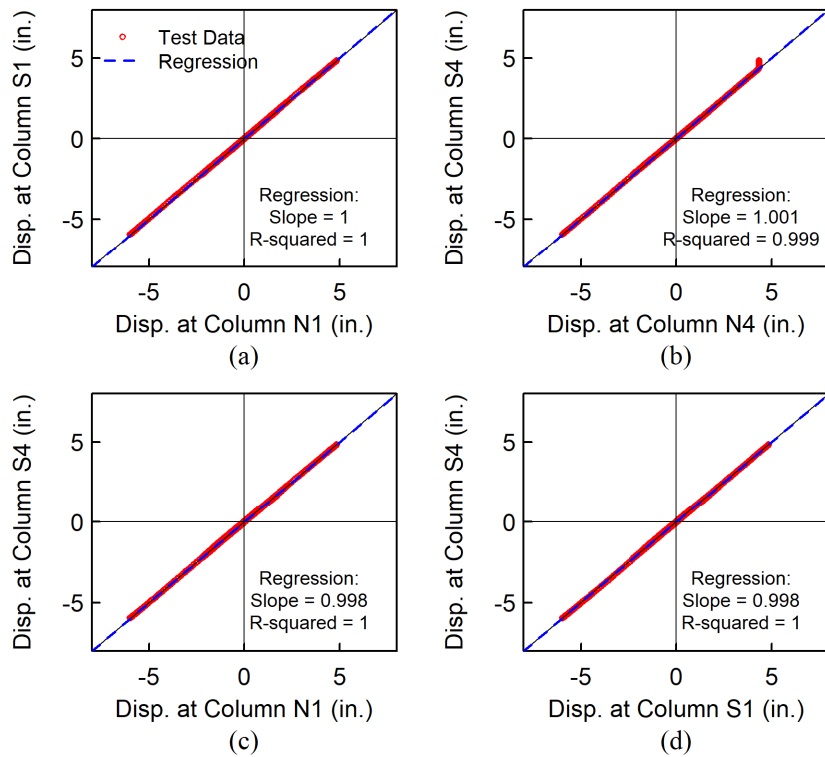 Disp. at Column S1 (in.)
5
0
-5
Test Data
Regression
Regression:
Slope = 1
R-squared = 1
-5 0 5
Disp. at Column N1 (in.)
(a)
Disp. at Column S4 (in.)
5
0
-5
Regression:
Slope = 1.001
R-squared = 0.999
-5 0 5
Disp. at Column N4 (in.)
(b)
Disp. at Column S4 (in.)
5
0
-5
Regression:
Slope = 0.998
R-squared = 1
-5 0 5
Disp. at Column N1 (in.)
(c)
Disp. at Column S4 (in.)
5
0
-5
Regression:
Slope = 0.998
R-squared = 1
-5 0 5
Disp. at Column S1 (in.)
(d)